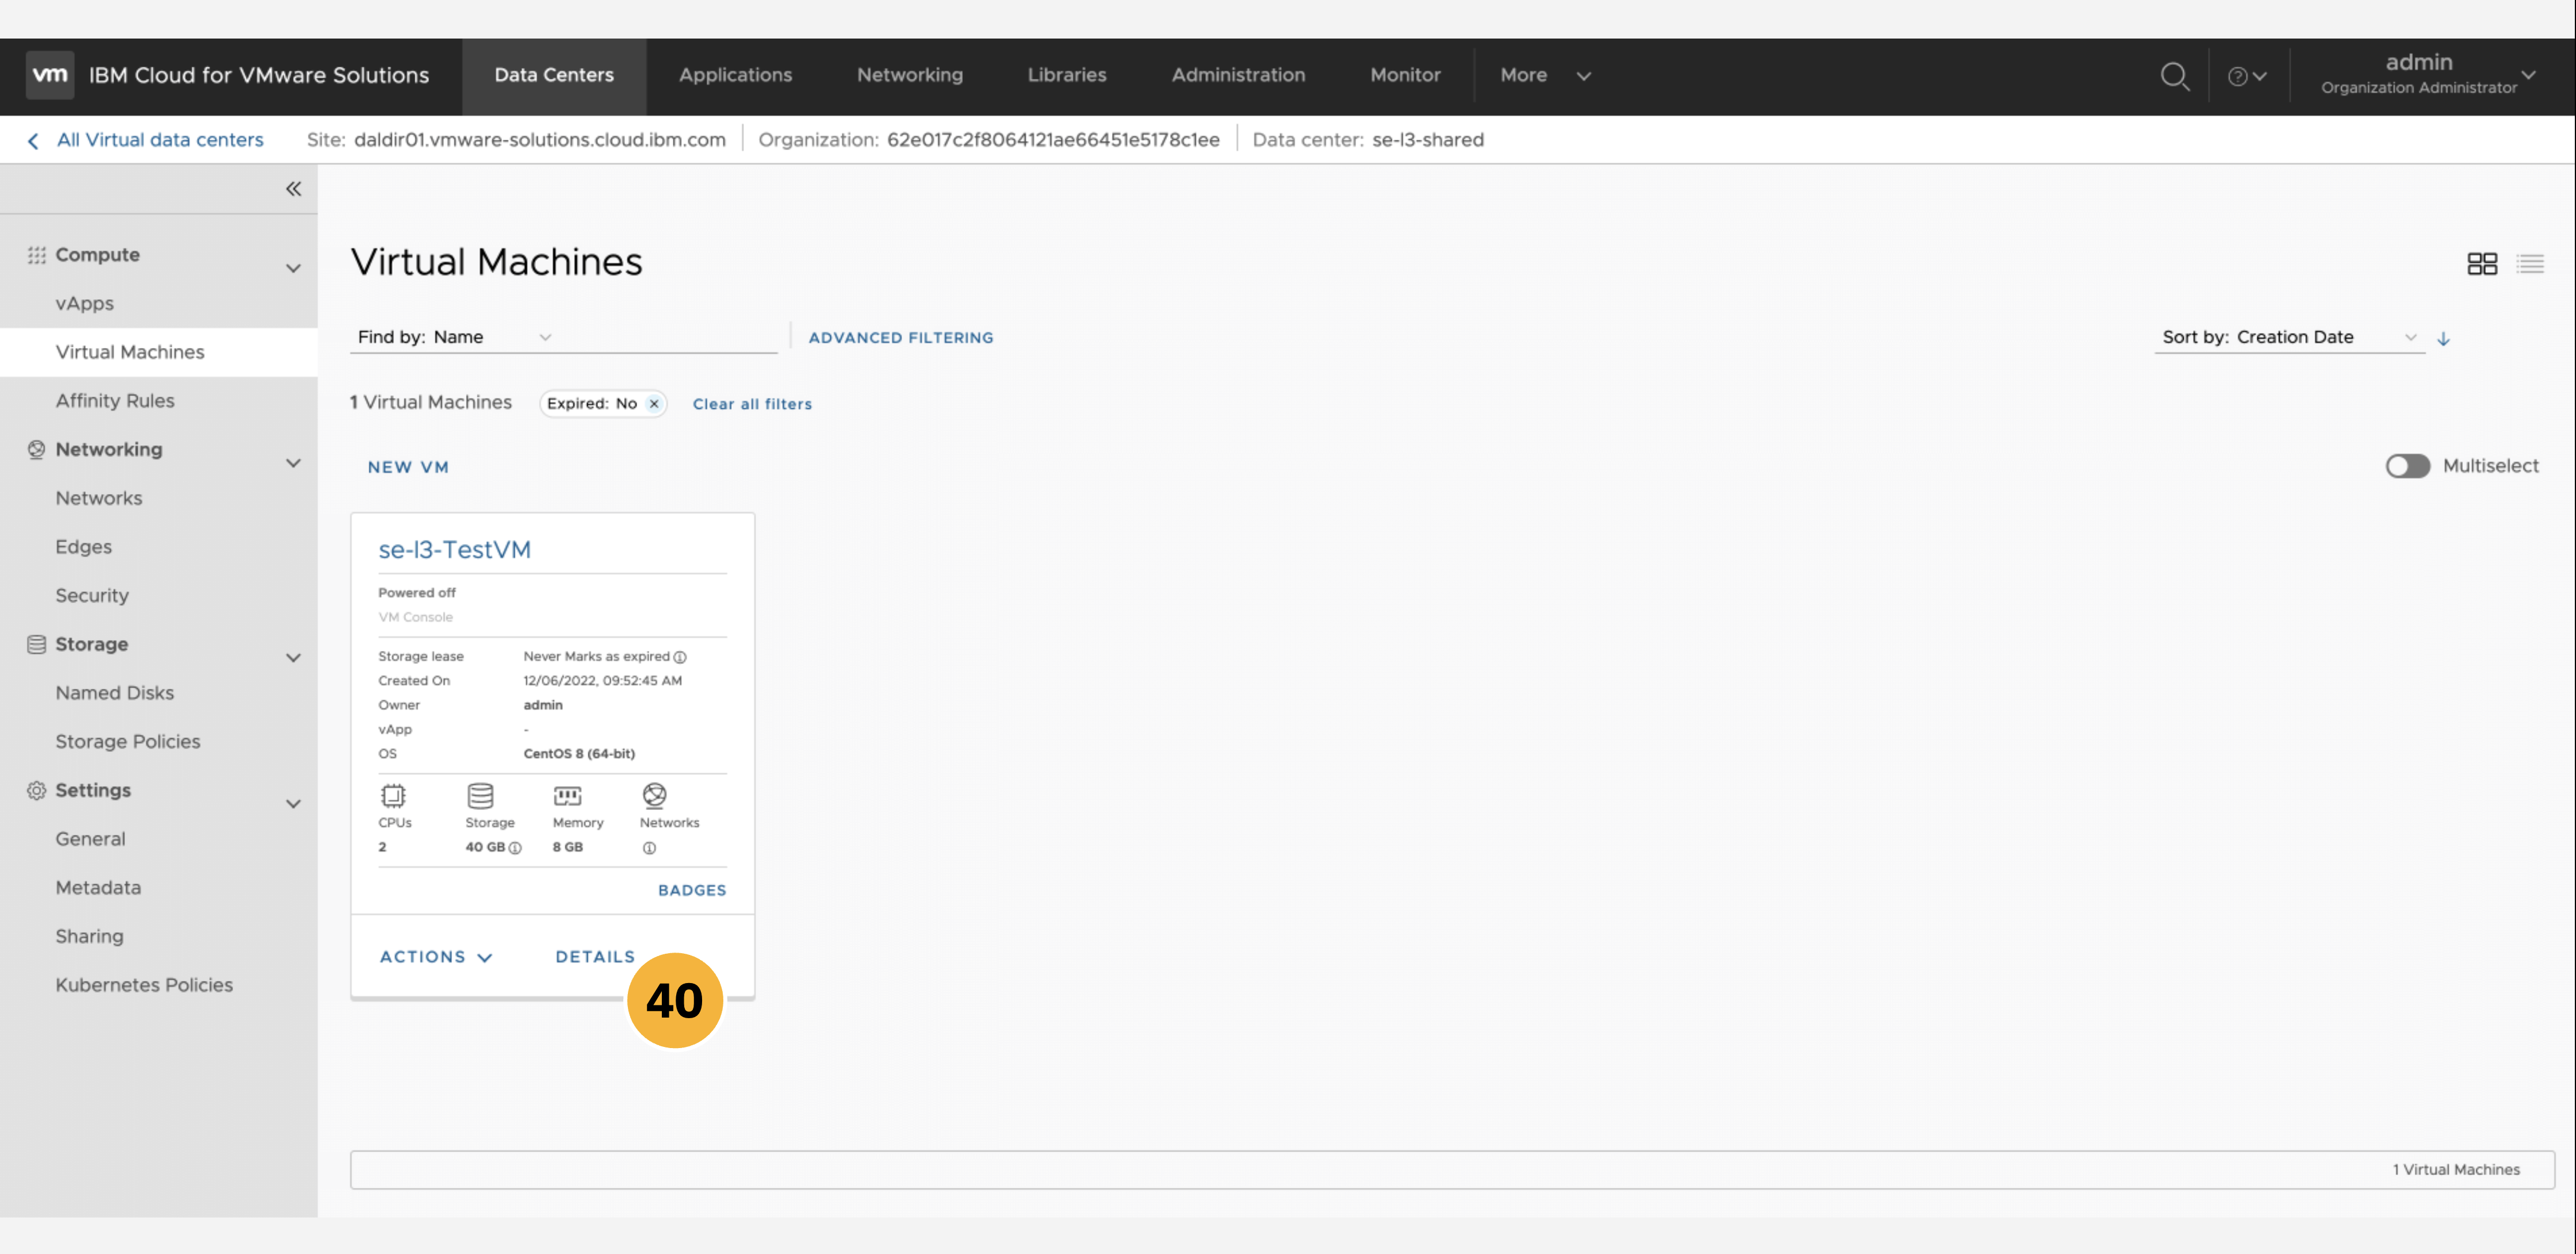 vm IBM Cloud for VMware Solutions Data Centers Applications Networking Libraries Administration Monitor More admin
Organization Administrator
All Virtual data centers Site: daldir01.vmware-solutions.cloud.ibm.com Organization: 62e017c2f8064121ae66451e5178c1ee Data center: se-l3-shared
Compute
vApps
Virtual Machines
Affinity Rules
Networking
Networks
Edges
Security
Storage
Named Disks
Storage Policies
Settings
General
Metadata
Sharing
Kubernetes Policies
Virtual Machines
Find by: Name ADVANCED FILTERING Sort by: Creation Date
1 Virtual Machines Expired: No Clear all filters
NEW VM Multiselect
se-l3-TestVM
Powered off
VM Console
Storage lease Never Marks as expired
Created On 12/06/2022, 09:52:45 AM
Owner admin
vApp -
OS CentOS 8 (64-bit)
CPUs Storage Memory Networks
2 40 GB 8 GB
BADGES
ACTIONS DETAILS
40
1 Virtual Machines